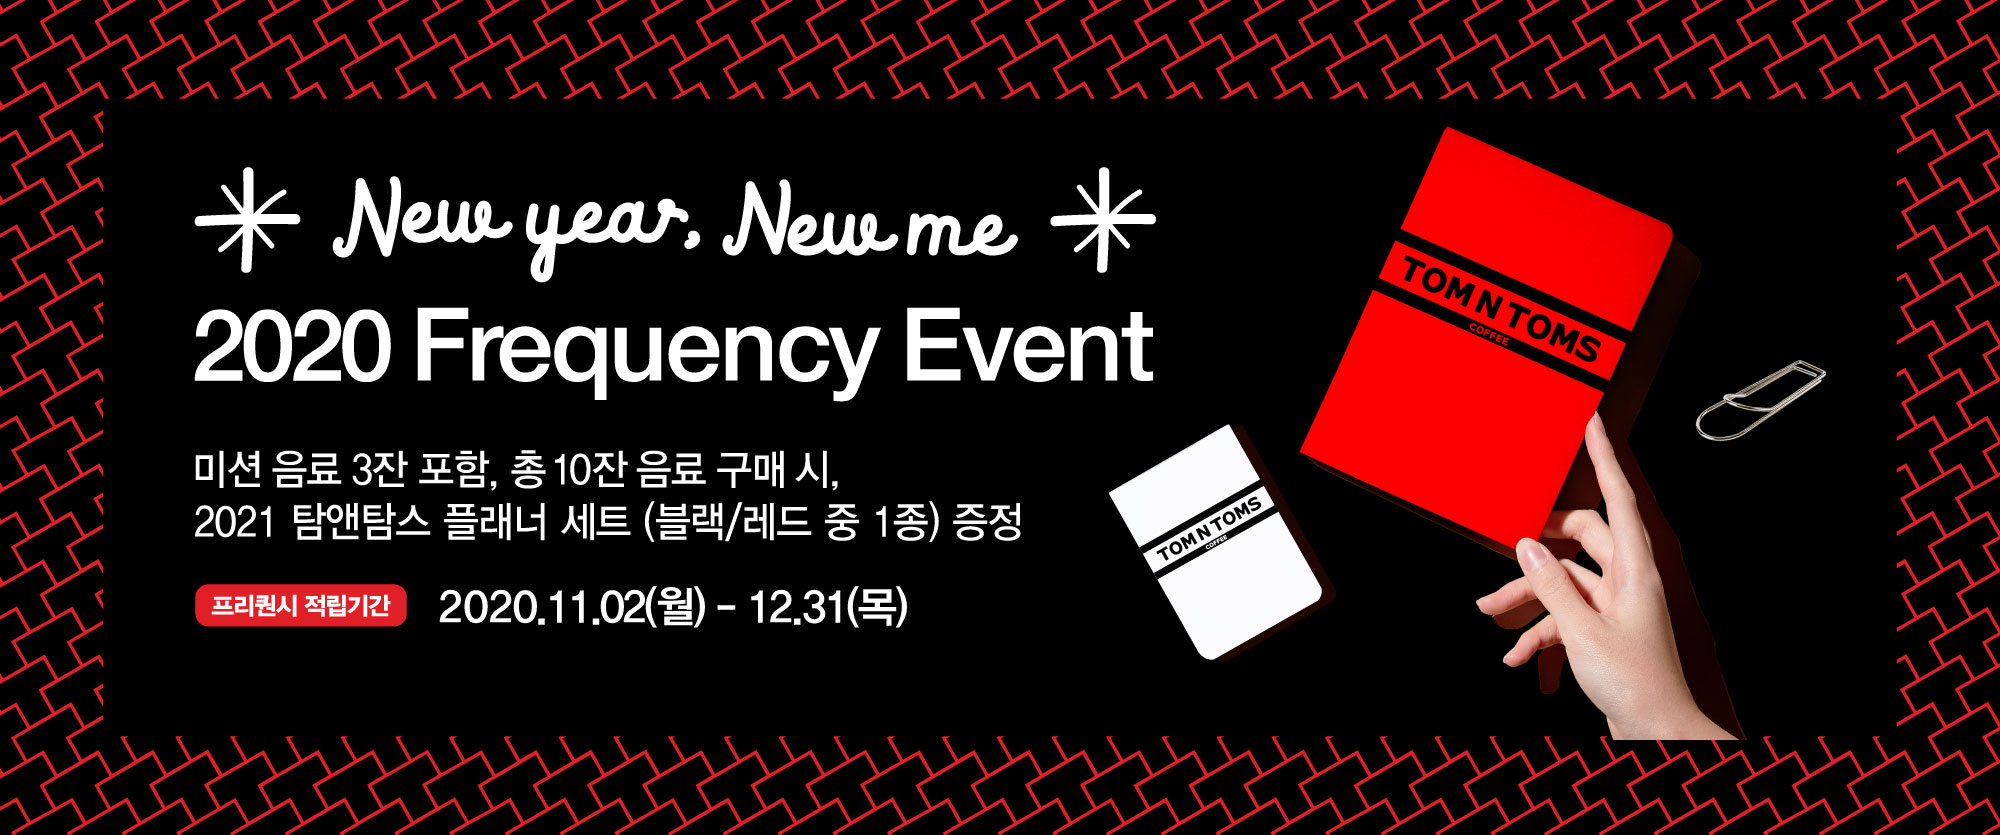 New year, New me
2020 Frequency Event
미션 음료 3잔 포함, 총 10잔 음료 구매 시,
2021 탐앤탐스 플래너 세트 (블랙/레드 중 1종) 증정
프리퀀시 적립기간 2020.11.02(월) - 12.31(목)
TOM N TOMS
COFFEE
TOM N TOMS
COFFEE